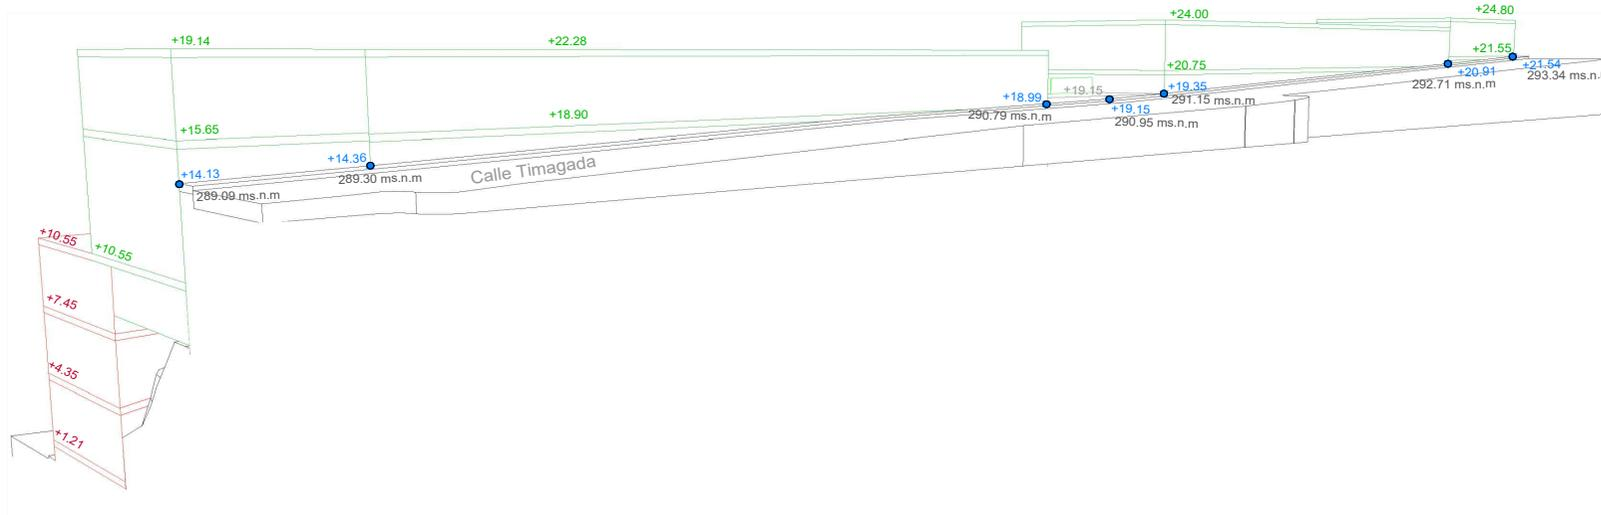 +24.80
+24.00
+19.14
+22.28
+21.55
+21.54
+20.75
+20.91
293.34 ms.n.
292.71 ms.n.m
+19.15
+19.35
+18.99
291.15 ms.n.m
+19.15
290.79 ms.n.m
290.95 ms.n.m
+18.90
+15.65
+14.36
Calle Timagada
+14.13
289.30 ms.n.m
289.09 ms.n.m
+10.55
+10.55
+7.45
+4.35
+1.21